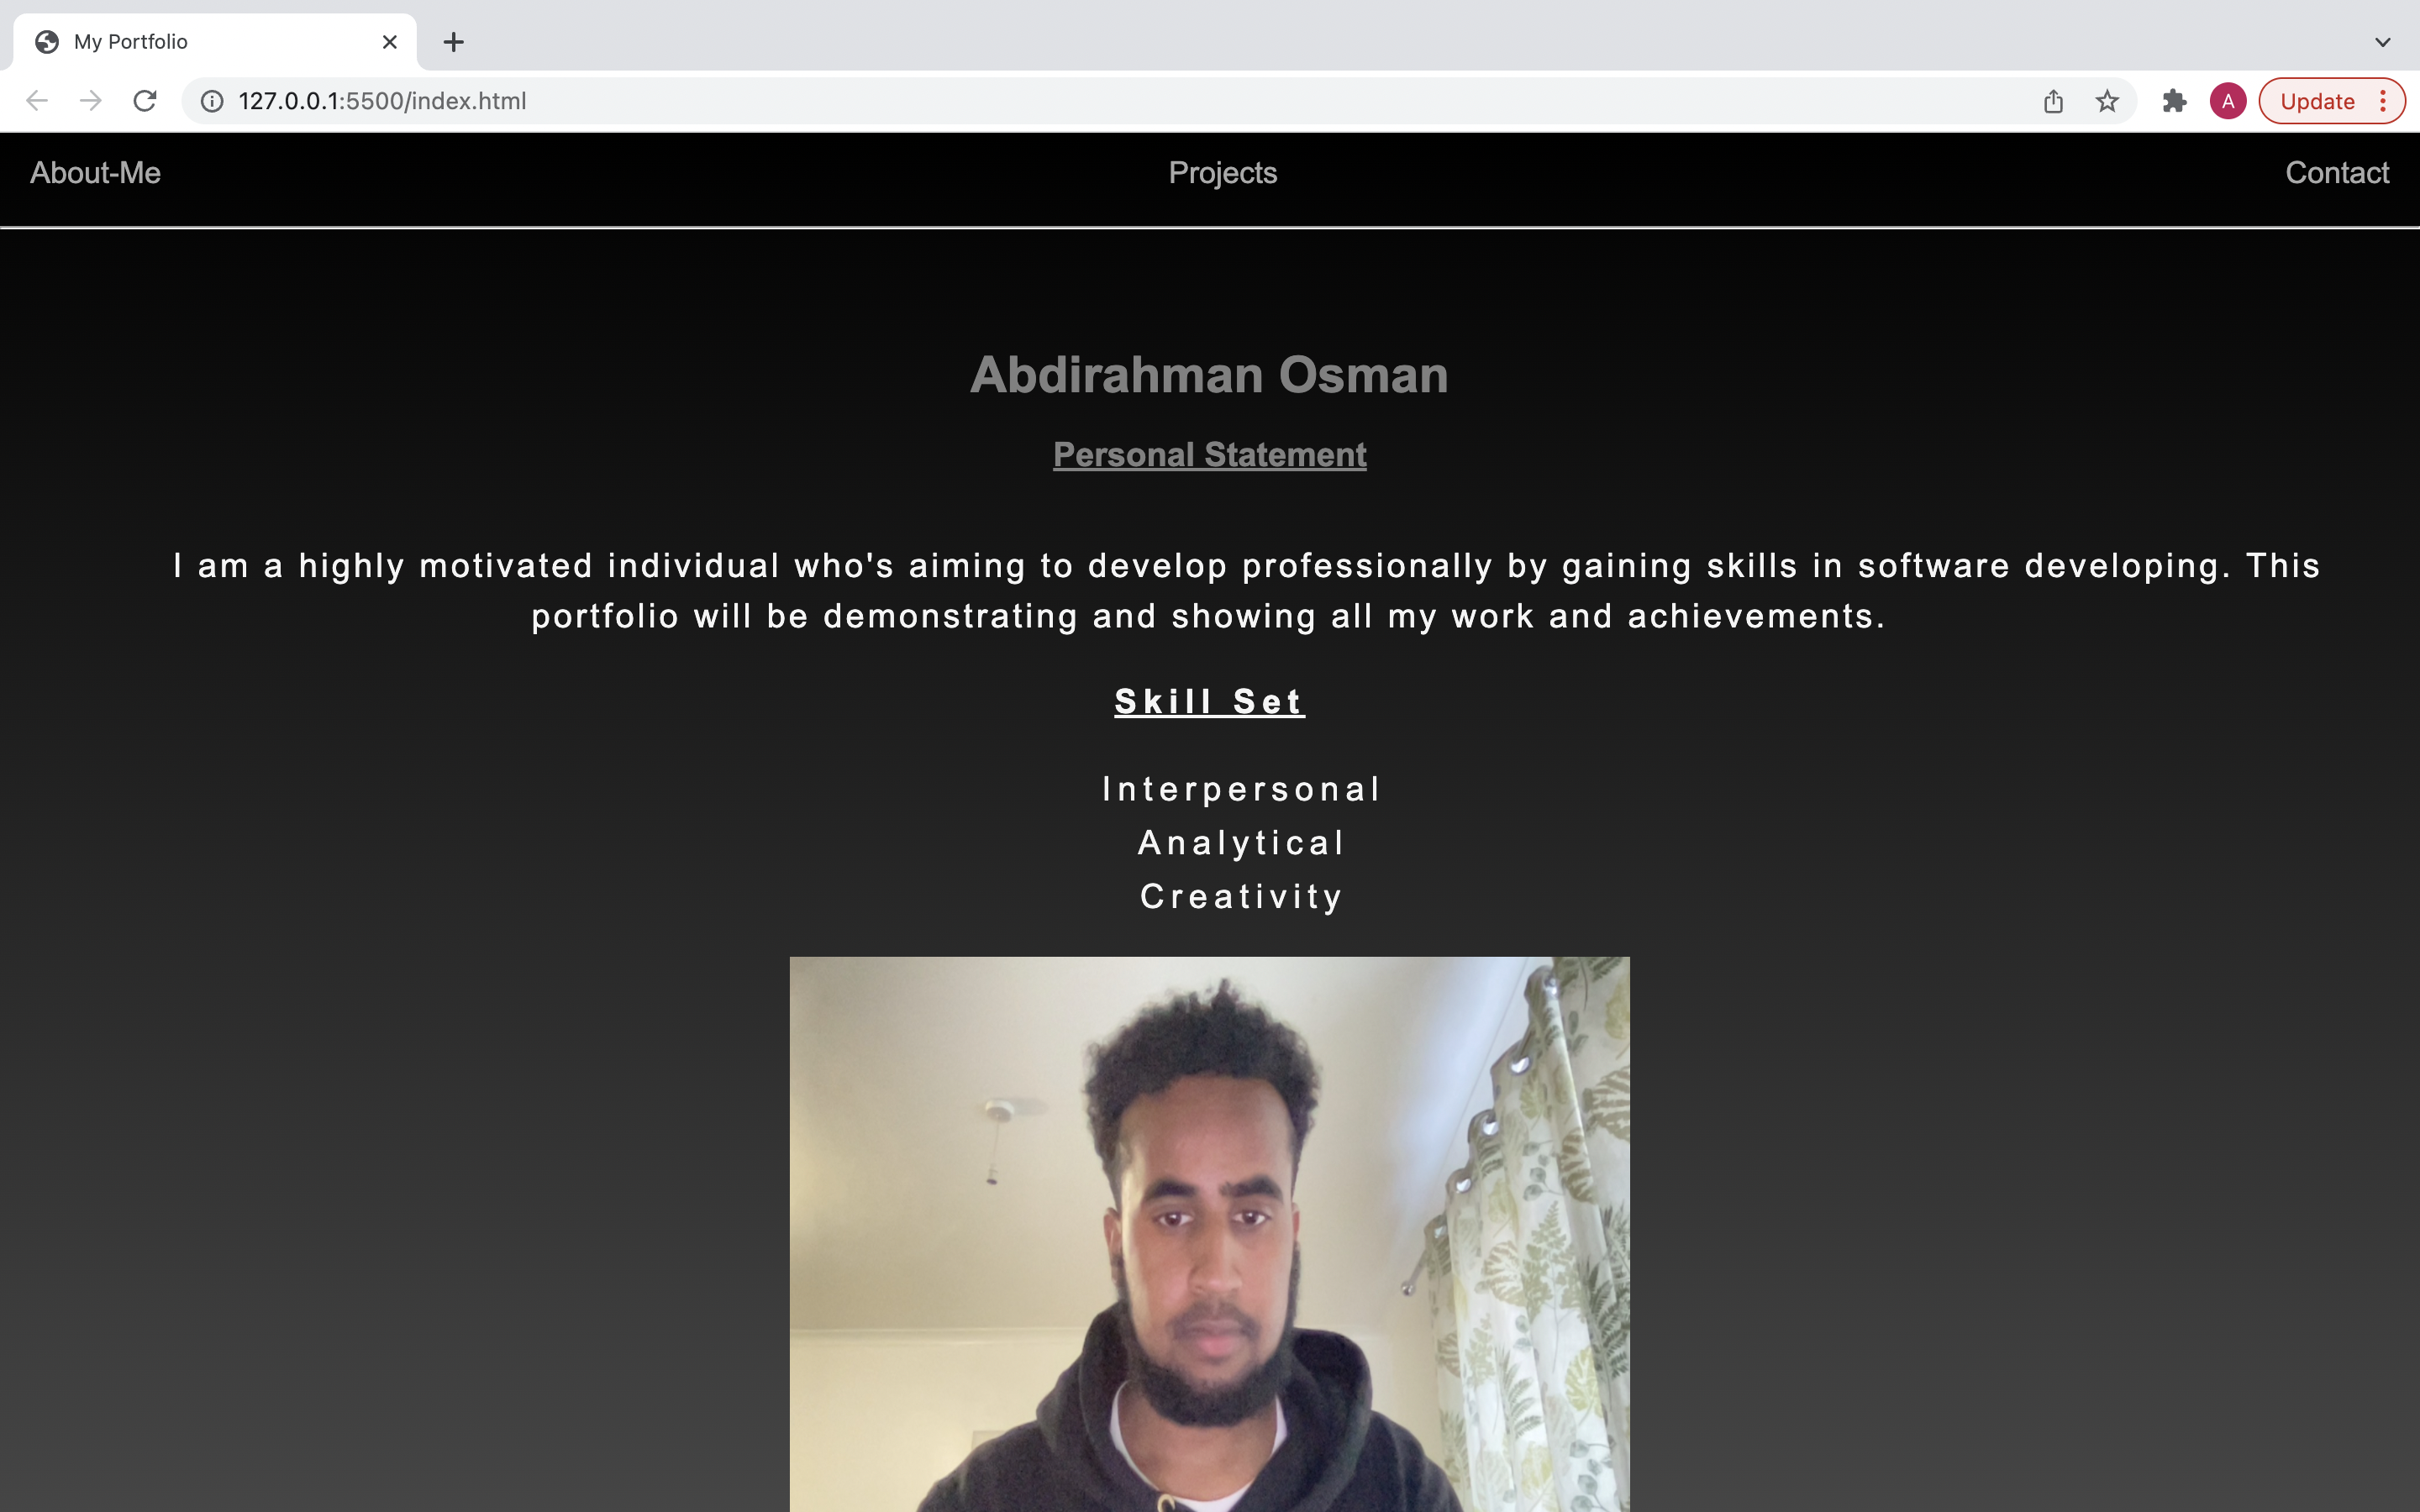 My Portfolio
127.0.0.1:5500/index.html
A
Update
About-Me
Projects
Contact
Abdirahman Osman
Personal Statement
I am a highly motivated individual who's aiming to develop professionally by gaining skills in software developing. This
portfolio will be demonstrating and showing all my work and achievements.
Skill Set
Interpersonal
Analytical
Creativity